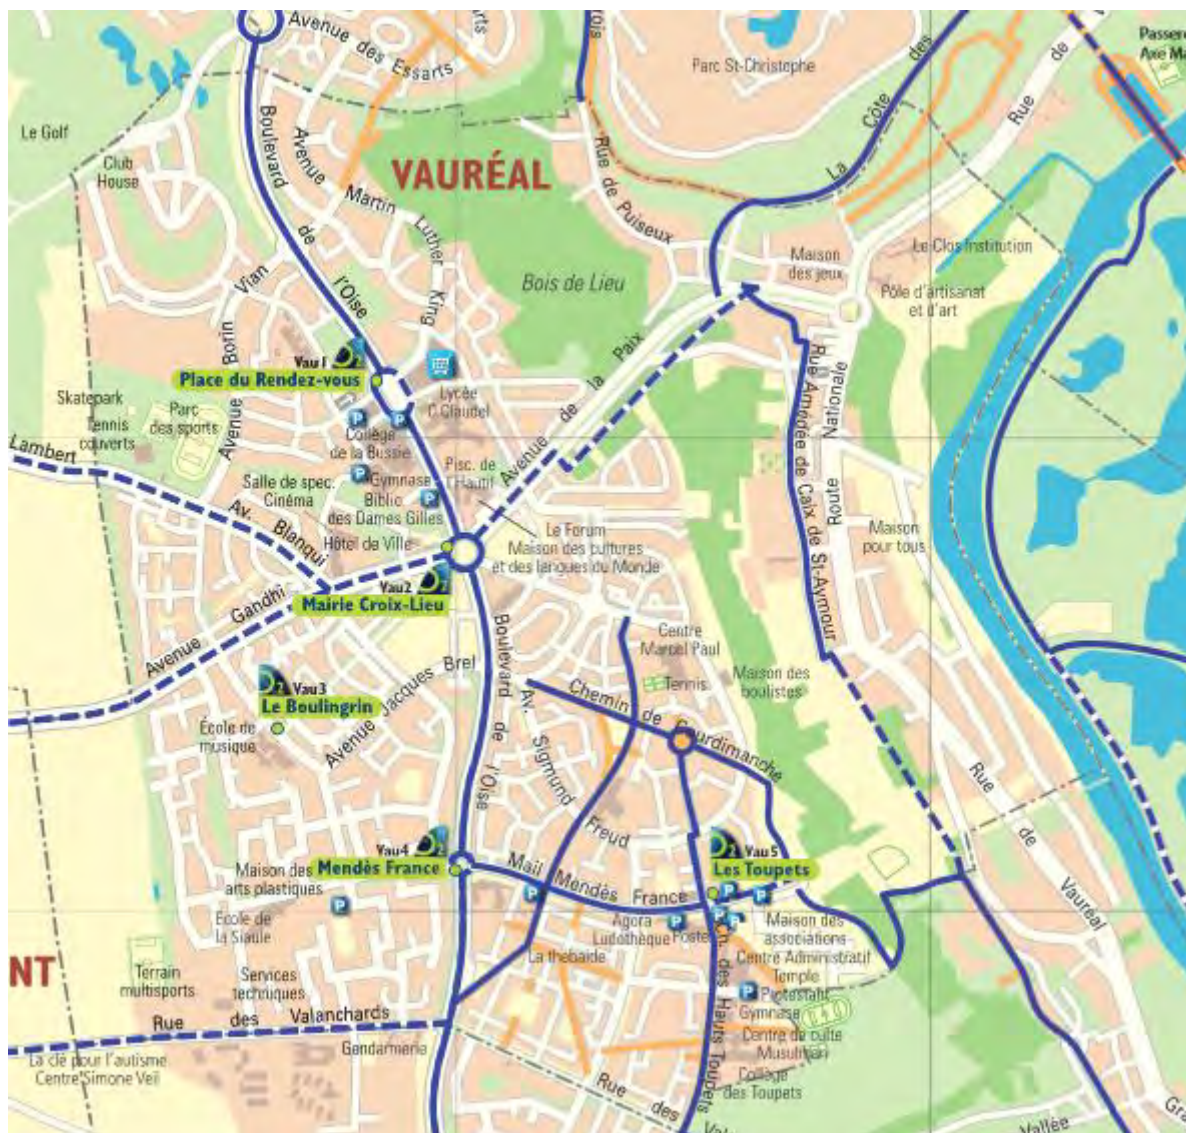 Avenue des Essarts
Parc St-Christophe
La Côte des
Rue de
Le Golf
Club
House
Boulevard de l'Oise
Avenue Martin Luther King
VAURÉAL
Rue de Puiseux
Le Clos Institution
Maison
des jeux
Pôle d'artisanat
et d'art
Bois de Lieu
Vian
Avenue Borin
Vau1
Place du Rendez-vous
Skatepark
Tennis
couverts
Parc
des sports
Lycée
C.Claudel
Collège
de la Bussie
Avenue de la Paix
Rue Amédée de Caix de St-Aymour
Route Nationale
Lambert
Av. Blanqui
Salle de spec.
Cinéma
Gymnase
Biblio
des Dames Gilles
Pisc. de
l'Hautil
Hôtel de Ville
Le Forum
Maison des cultures
et des langues du Monde
Maison
pour tous
Vau2
Mairie Croix-Lieu
Avenue Gandhi
Centre
Marcel Paul
Tennis
Maison des
boulistes
Vau3
Le Boulingrin
École de
musique
Avenue Jacques Brel
Boulevard de l'Oise
Av. Sigmund Freud
Chemin de Courdimanche
Rue de Vauréal
Vau4
Mendès France
Mail Mendès France
Vau5
Les Toupets
Maison des
arts plastiques
École de
la Siaule
Agora
Ludothèque
Poste
Maison des
associations
Centre Administratif
Temple
Protestant
Gymnase
Centre de culte
Musulman
Collège
des Toupets
Ch. des Hauts Toupets
La thébaïde
NT
Terrain
multisports
Services
techniques
Rue des Valanchards
Gendarmerie
La clé pour l'autisme
Centre Simone Veil
Rue des
Vallée